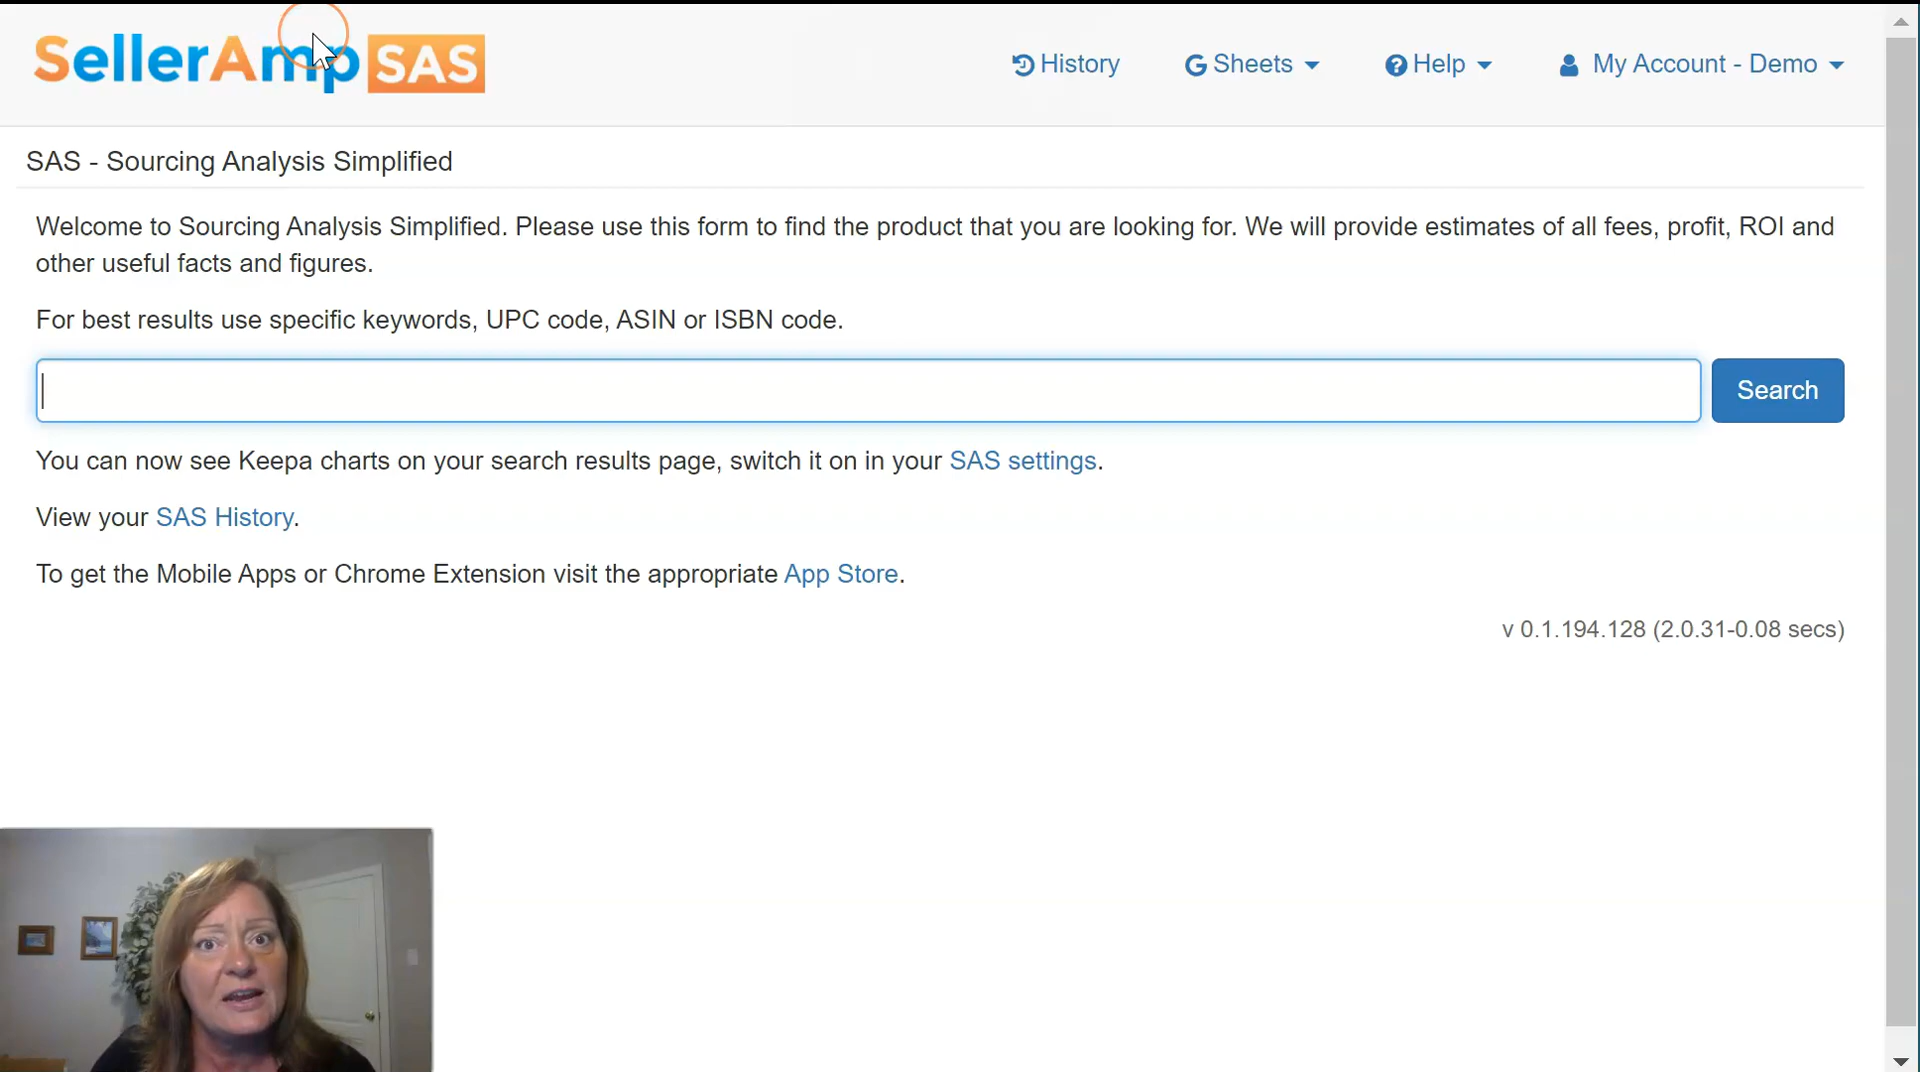 SellerAmp SAS
History
Sheets
Help
My Account - Demo
SAS - Sourcing Analysis Simplified
Welcome to Sourcing Analysis Simplified. Please use this form to find the product that you are looking for. We will provide estimates of all fees, profit, ROI and
other useful facts and figures.
For best results use specific keywords, UPC code, ASIN or ISBN code.
Search
You can now see Keepa charts on your search results page, switch it on in your SAS settings.
View your SAS History.
To get the Mobile Apps or Chrome Extension visit the appropriate App Store.
v 0.1.194.128 (2.0.31-0.08 secs)